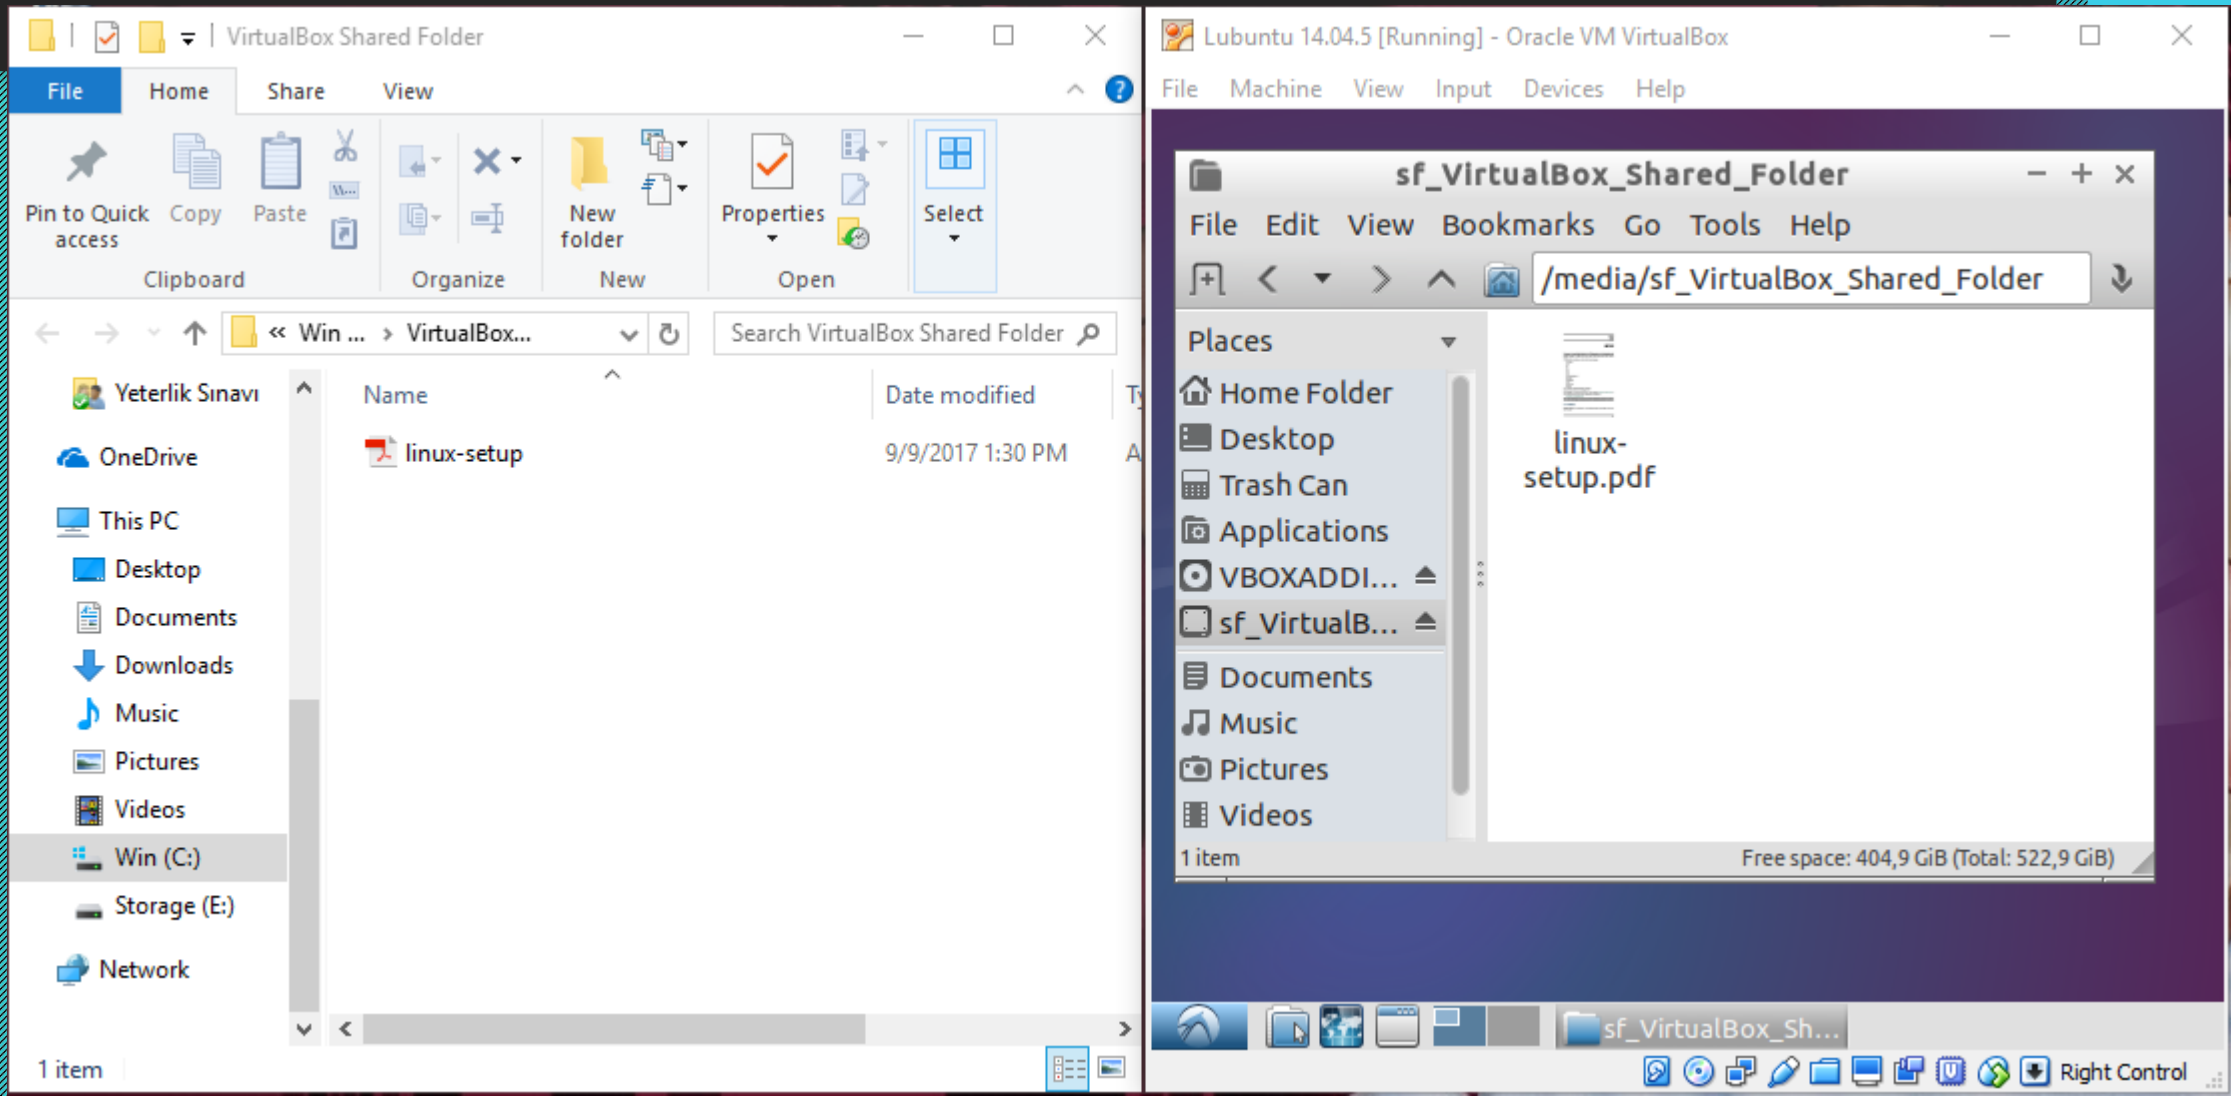 VirtualBox Shared Folder
File Home Share View
Pin to Quick access
Copy
Paste
Clipboard
Organize
New folder
New
Properties
Open
Select
« Win ... > VirtualBox...
Search VirtualBox Shared Folder
Name Date modified
linux-setup 9/9/2017 1:30 PM A
Yeterlik Sınavı
OneDrive
This PC
Desktop
Documents
Downloads
Music
Pictures
Videos
Win (C:)
Storage (E:)
Network
1 item
Lubuntu 14.04.5 [Running] - Oracle VM VirtualBox
File Machine View Input Devices Help
sf_VirtualBox_Shared_Folder
File Edit View Bookmarks Go Tools Help
/media/sf_VirtualBox_Shared_Folder
Places
Home Folder
Desktop
Trash Can
Applications
VBOXADDI...
sf_VirtualB...
Documents
Music
Pictures
Videos
linux-
setup.pdf
1 item
Free space: 404,9 GiB (Total: 522,9 GiB)
sf_VirtualBox_Sh...
Right Control